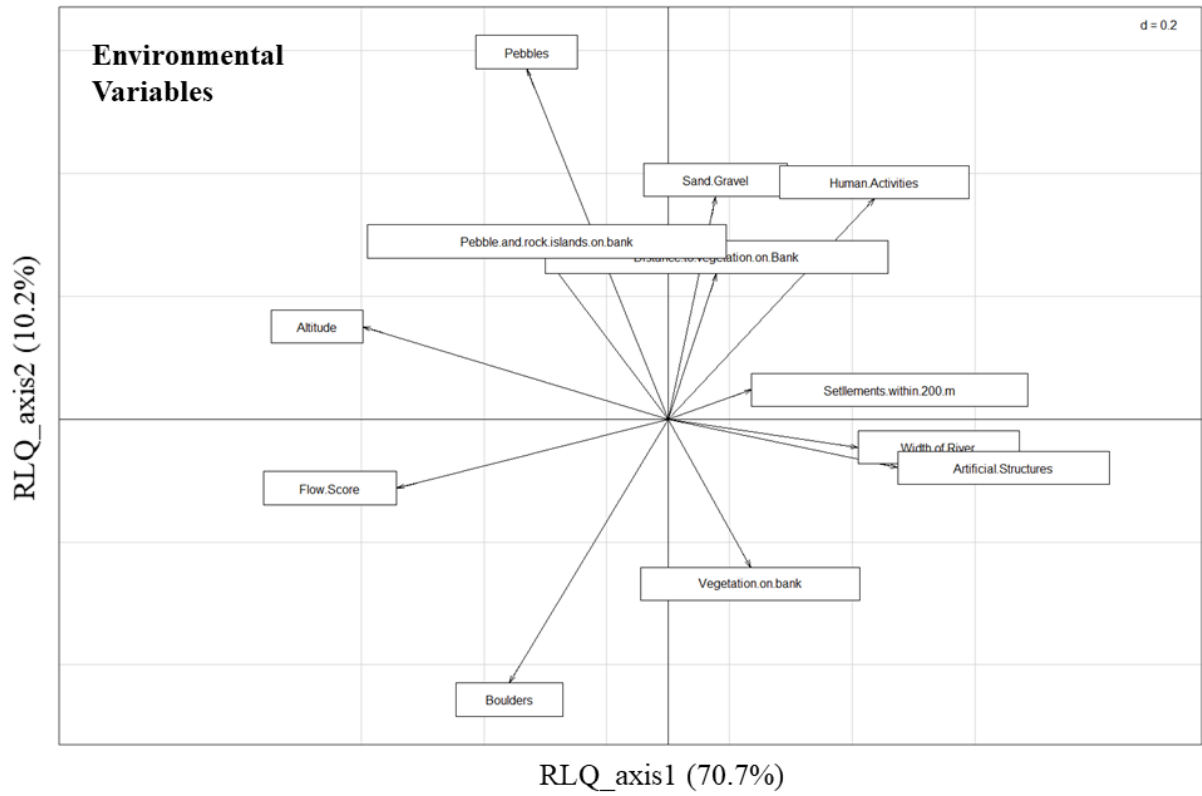 d = 0.2
Environmental
Variables
Pebbles
Sand.Gravel
Human.Activities
Pebble.and.rock.islands.on.bank
Distance.to.vegetation.on.Bank
Altitude
Setllements.within.200.m
Width.of.River
Artificial.Structures
Flow.Score
Vegetation.on.bank
Boulders
RLQ_axis2 (10.2%)
RLQ_axis1 (70.7%)